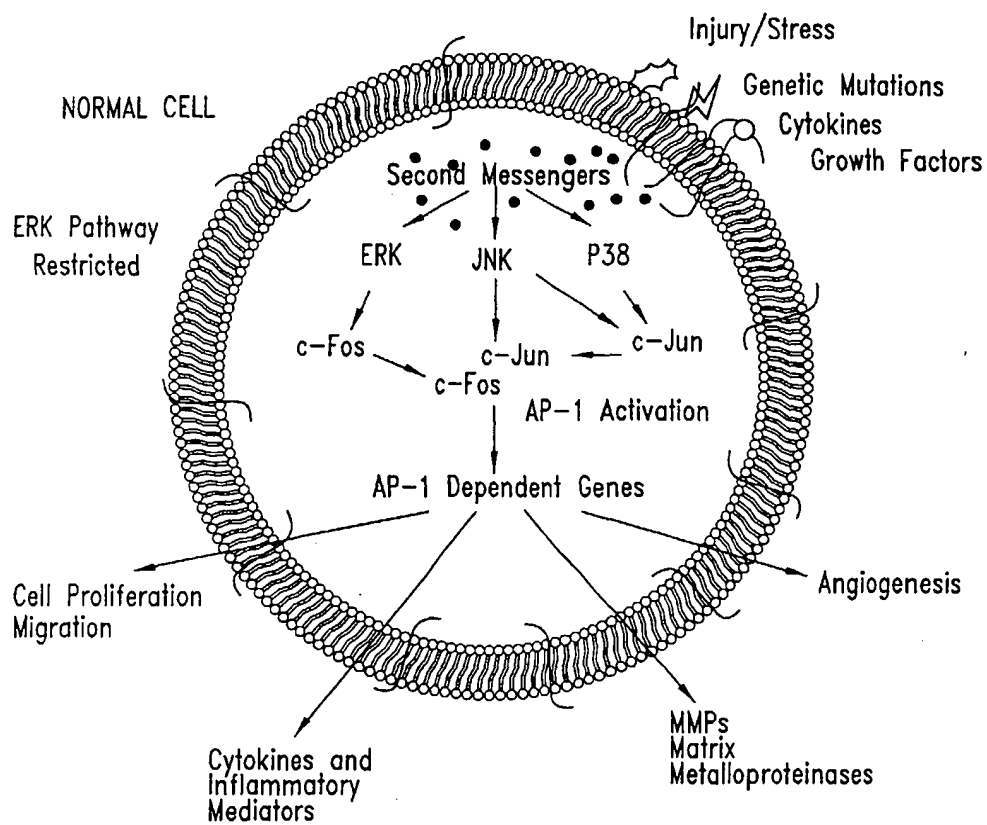 Injury/Stress
NORMAL CELL
Genetic Mutations
Cytokines
Growth Factors
Second Messengers
ERK Pathway
Restricted
ERK
JNK
P38
c-Fos
c-Jun
c-Jun
c-Fos
AP-1 Activation
AP-1 Dependent Genes
Cell Proliferation
Migration
Angiogenesis
Cytokines and
Inflammatory
Mediators
MMPs
Matrix
Metalloproteinases